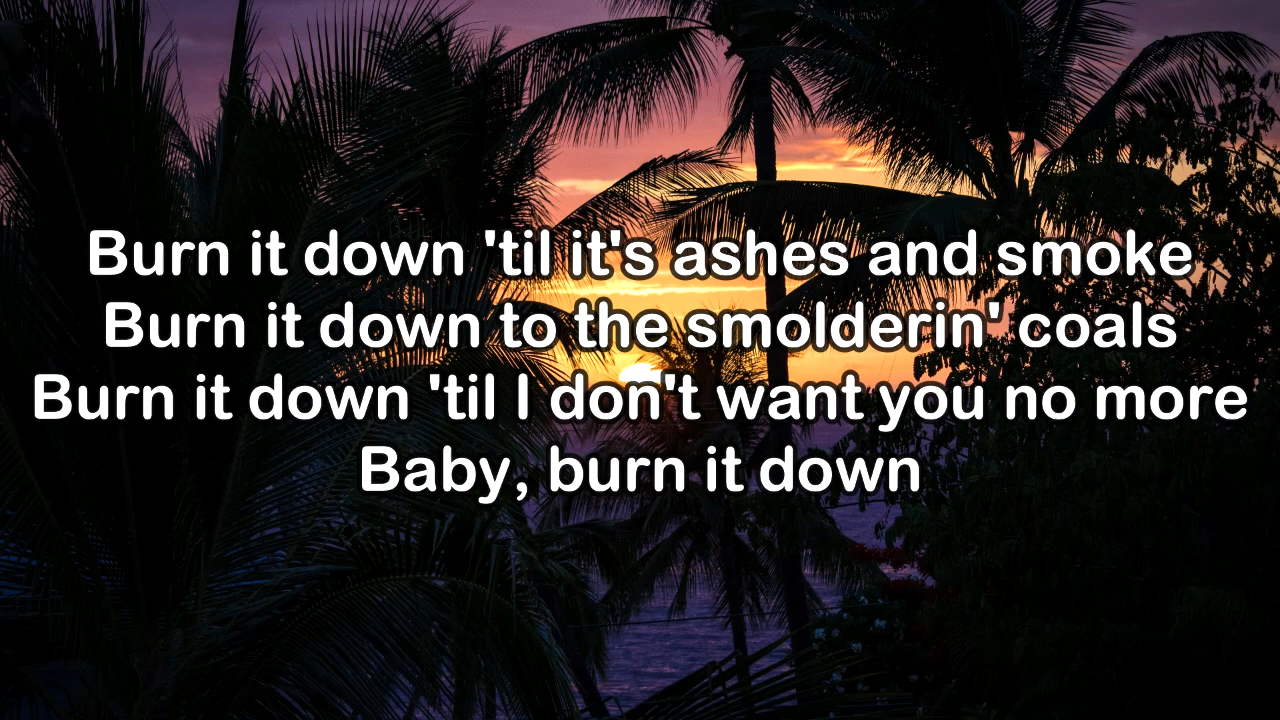 Burn it down 'til it's ashes and smoke
Burn it down to the smolderin' coals
Burn it down 'til I don't want you no more
Baby, burn it down